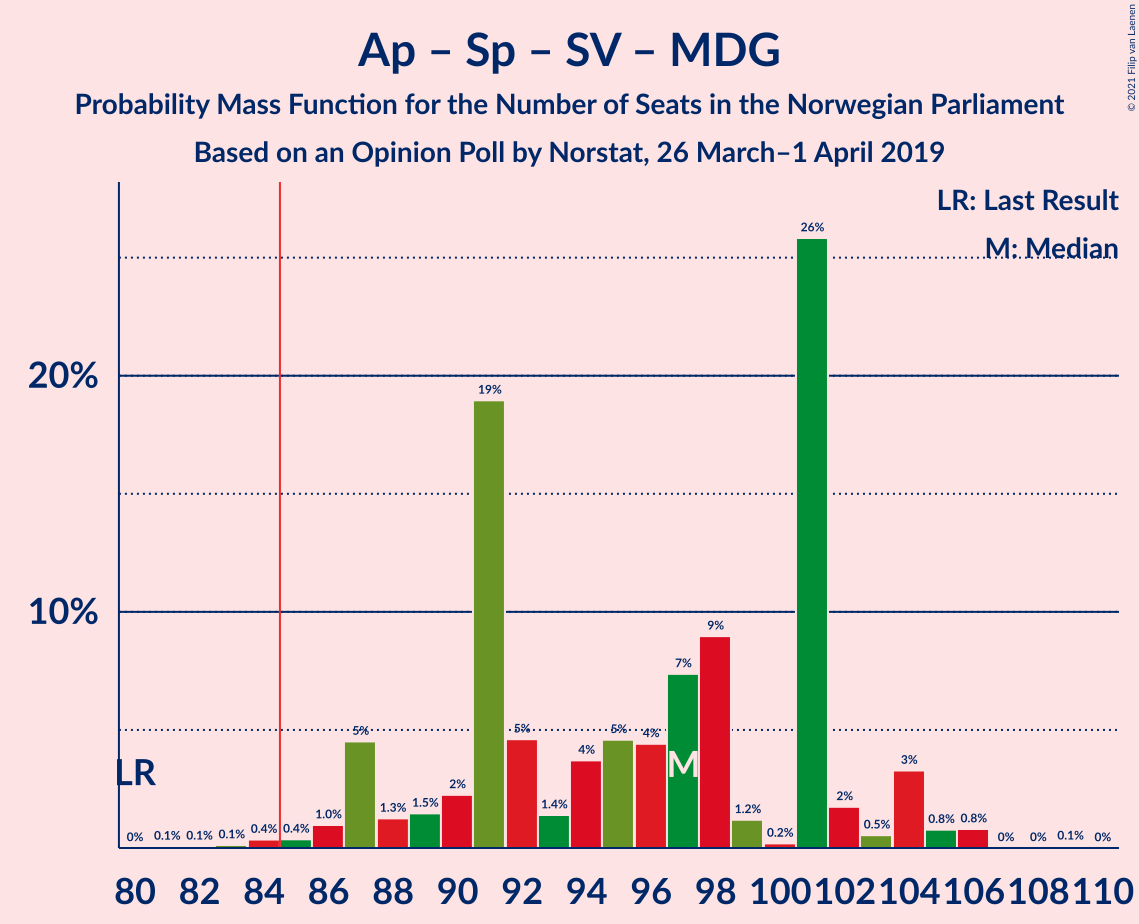 Ap – Sp – SV – MDG
Probability Mass Function for the Number of Seats in the Norwegian Parliament
Based on an Opinion Poll by Norstat, 26 March–1 April 2019
© 2021 Filip van Laenen
LR: Last Result
M: Median
20%
10%
LR
M
0% 0.1% 0.1% 0.1% 0.4% 0.4% 1.0% 5% 1.3% 1.5% 2% 19% 5% 1.4% 4% 5% 4% 7% 9% 1.2% 0.2% 26% 2% 0.5% 3% 0.8% 0.8% 0% 0% 0.1% 0%
80 82 84 86 88 90 92 94 96 98 100 102 104 106 108 110